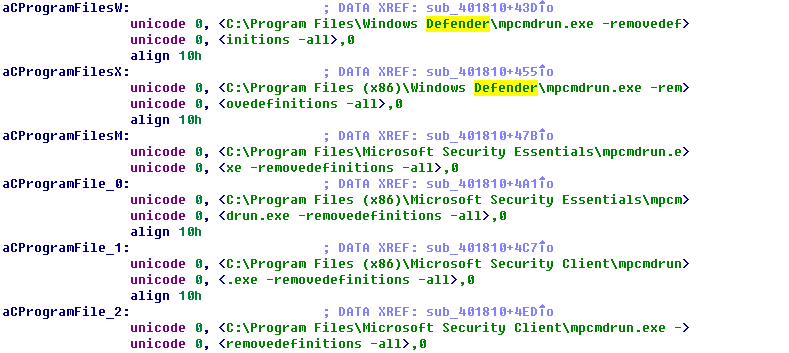 aCProgramFilesW: ; DATA XREF: sub_401810+43D↑o
unicode 0, <C:\Program Files\Windows Defender\mpcmdrun.exe -removedef>
unicode 0, <initions -all>,0
align 10h
aCProgramFilesX: ; DATA XREF: sub_401810+455↑o
unicode 0, <C:\Program Files (x86)\Windows Defender\mpcmdrun.exe -rem>
unicode 0, <ovedefinitions -all>,0
align 10h
aCProgramFilesM: ; DATA XREF: sub_401810+47B↑o
unicode 0, <C:\Program Files\Microsoft Security Essentials\mpcmdrun.e>
unicode 0, <xe -removedefinitions -all>,0
aCProgramFile_0: ; DATA XREF: sub_401810+4A1↑o
unicode 0, <C:\Program Files (x86)\Microsoft Security Essentials\mpcm>
unicode 0, <drun.exe -removedefinitions -all>,0
align 10h
aCProgramFile_1: ; DATA XREF: sub_401810+4C7↑o
unicode 0, <C:\Program Files (x86)\Microsoft Security Client\mpcmdrun>
unicode 0, <.exe -removedefinitions -all>,0
align 10h
aCProgramFile_2: ; DATA XREF: sub_401810+4ED↑o
unicode 0, <C:\Program Files\Microsoft Security Client\mpcmdrun.exe ->
unicode 0, <removedefinitions -all>,0